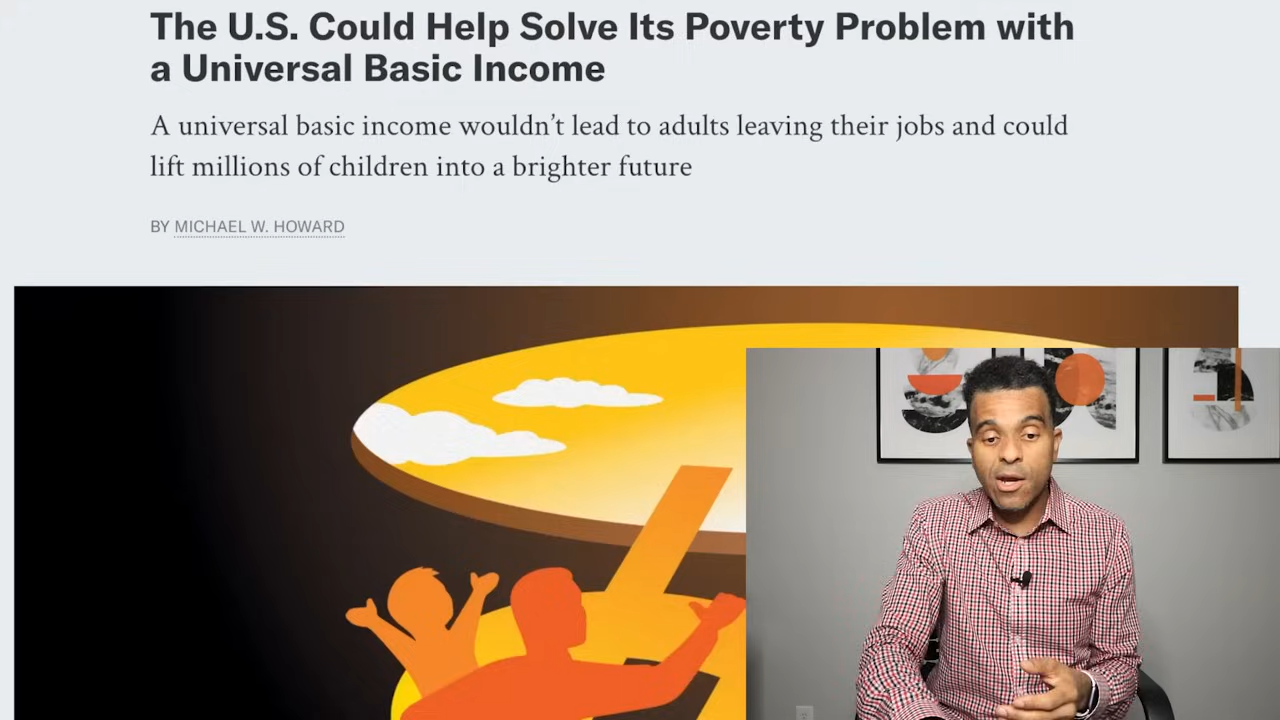 The U.S. Could Help Solve Its Poverty Problem with
a Universal Basic Income
A universal basic income wouldn’t lead to adults leaving their jobs and could
lift millions of children into a brighter future
BY MICHAEL W. HOWARD